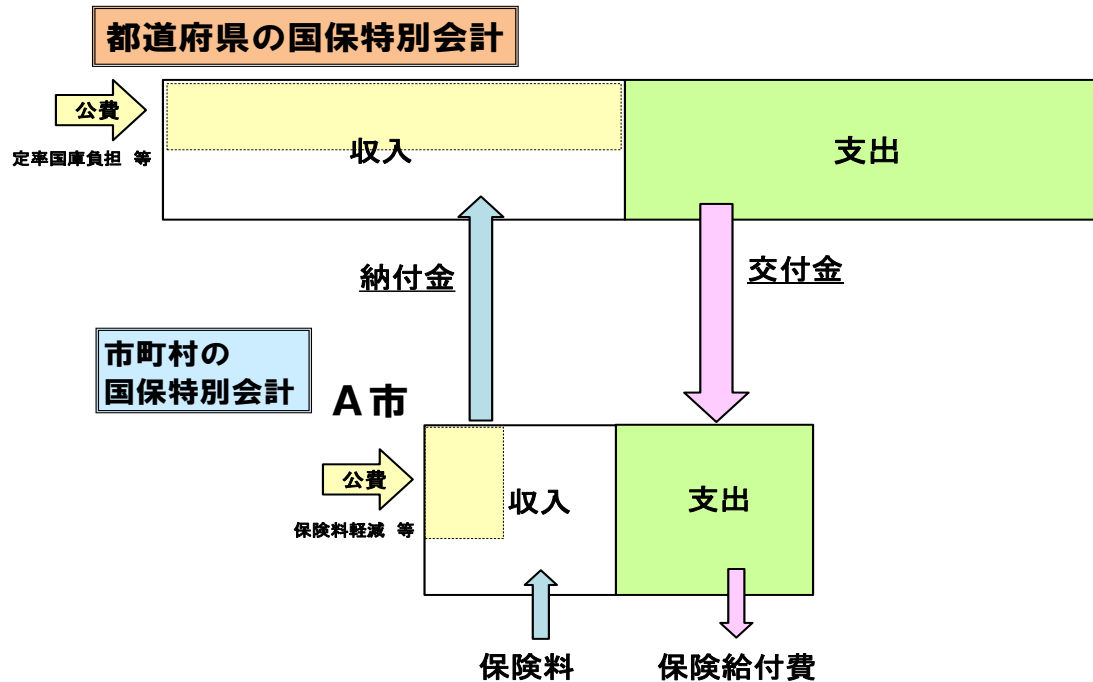 都道府県の国保特別会計
公費
定率国庫負担 等
収入
支出
納付金
交付金
市町村の
国保特別会計
A市
公費
保険料軽減 等
収入
支出
保険料
保険給付費